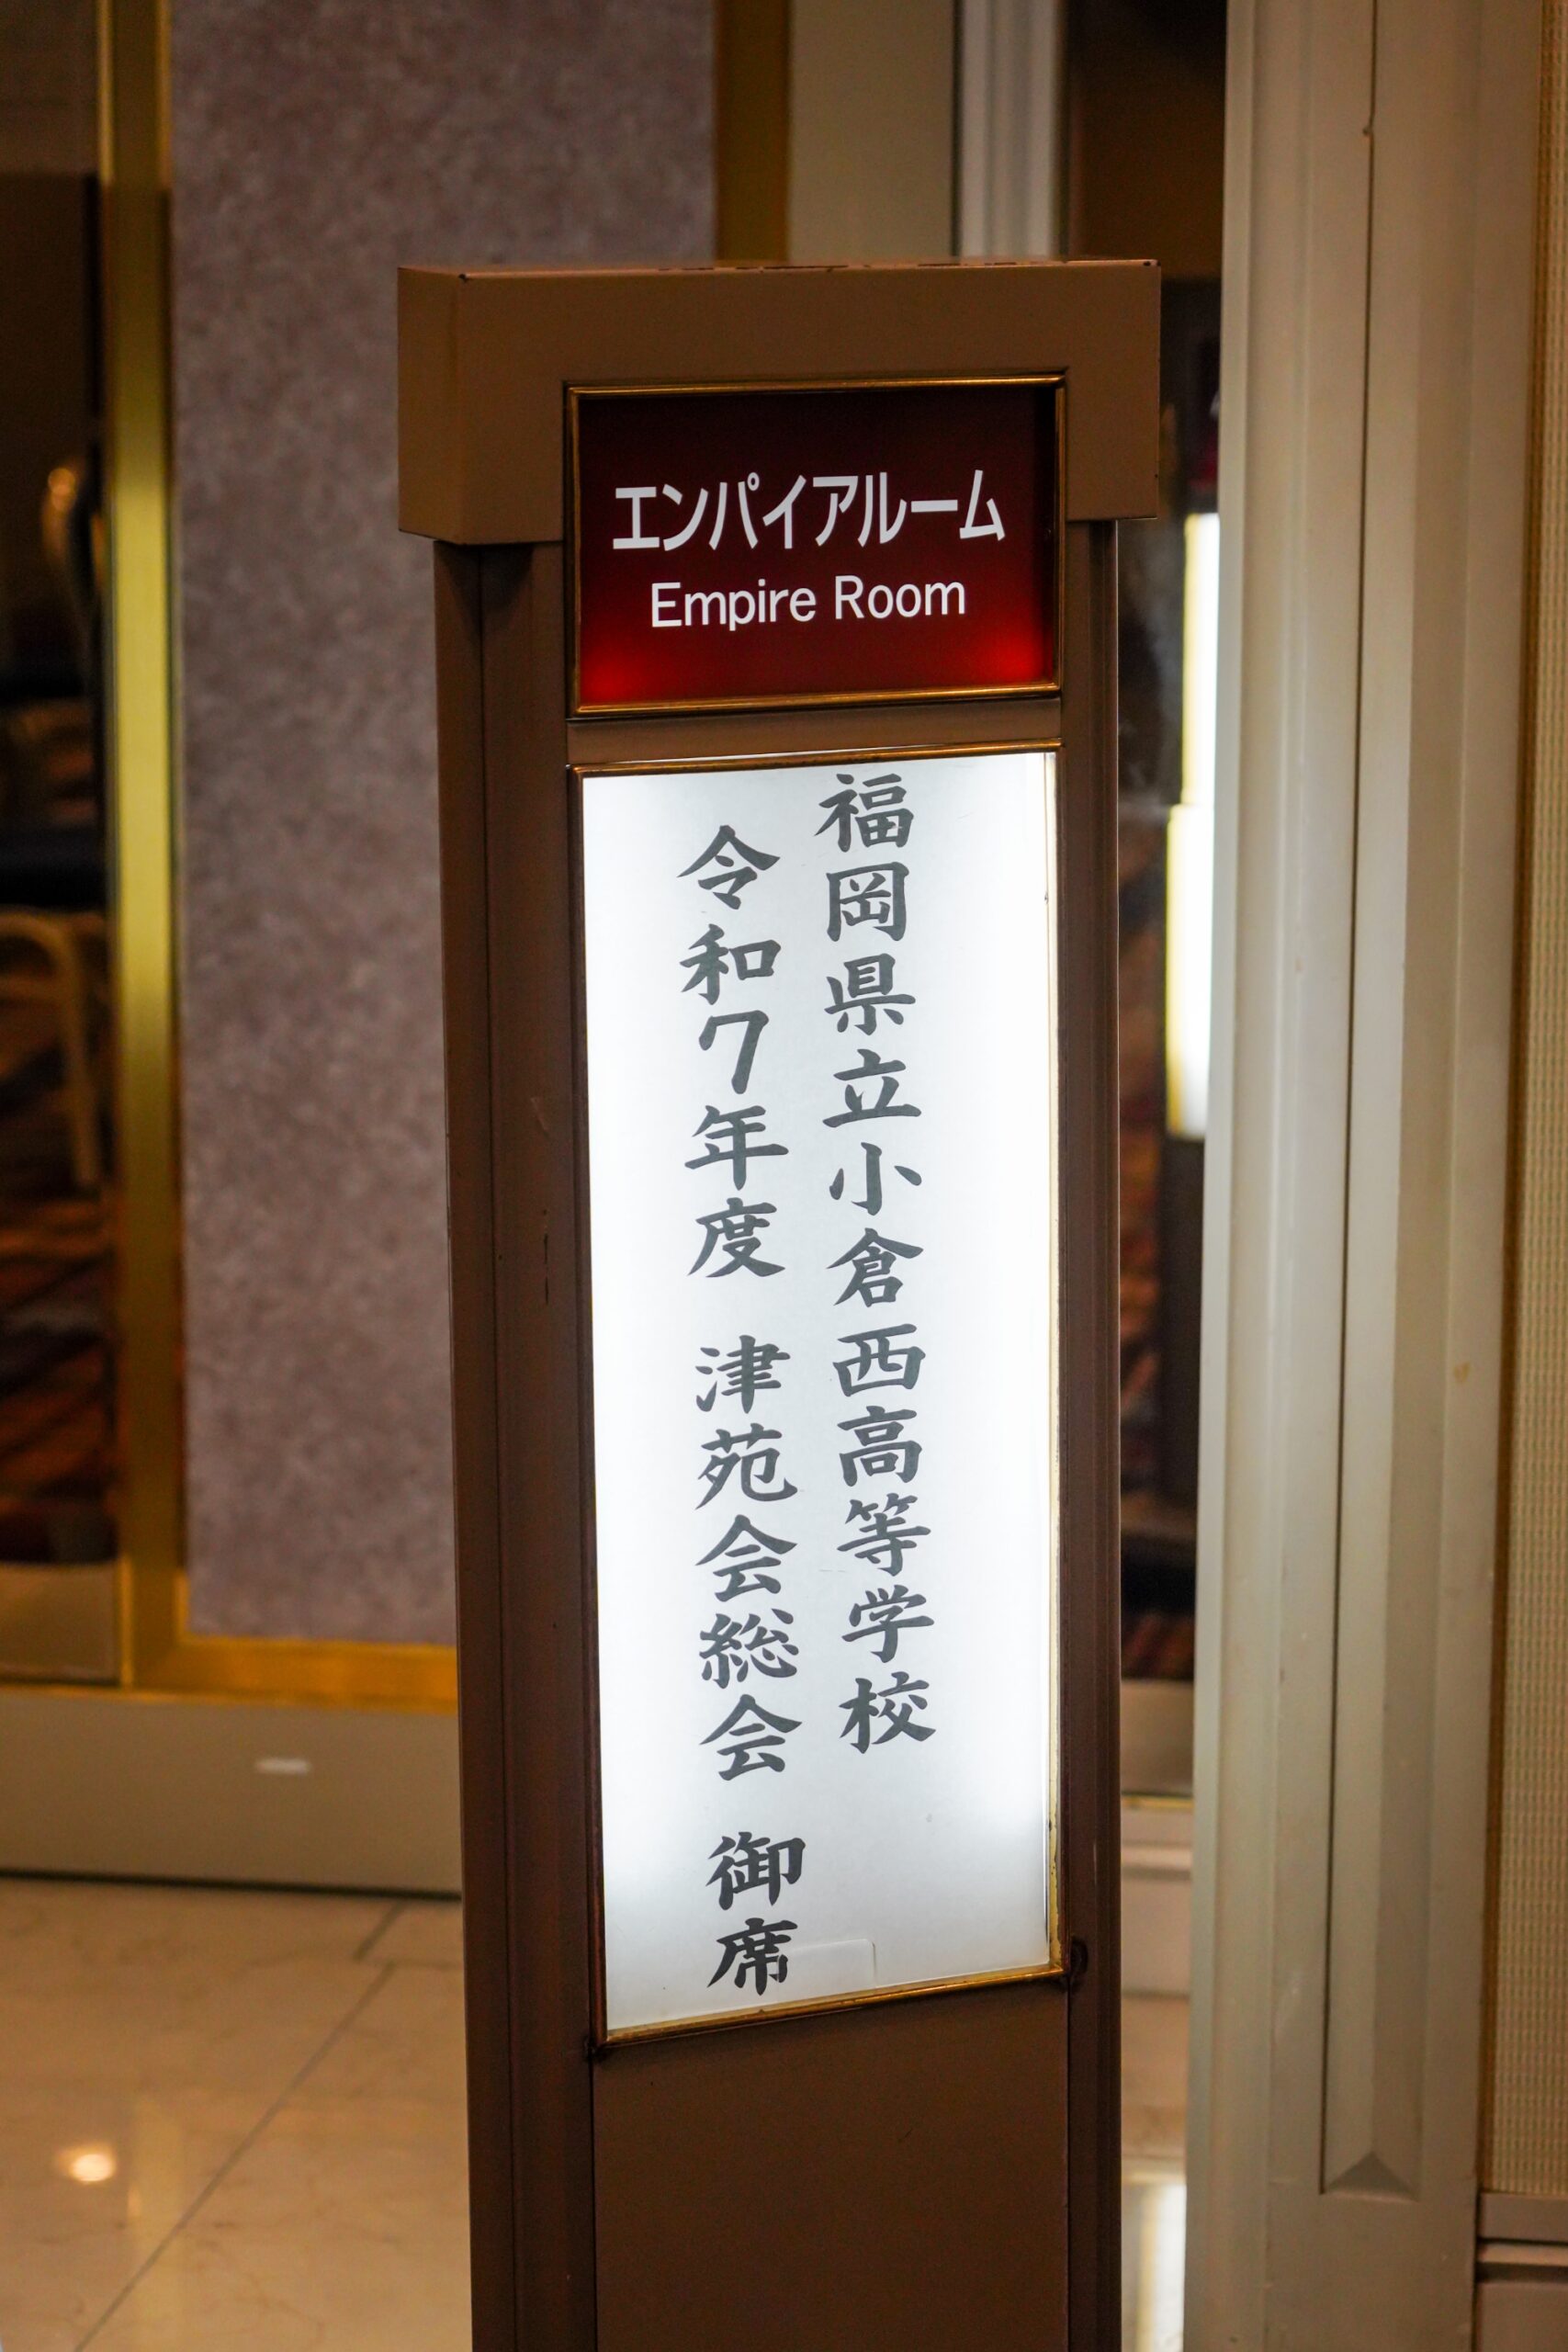 エンパイアルーム
Empire Room
福岡県立小倉西高等学校
令和7年度 津苑会総会 御席